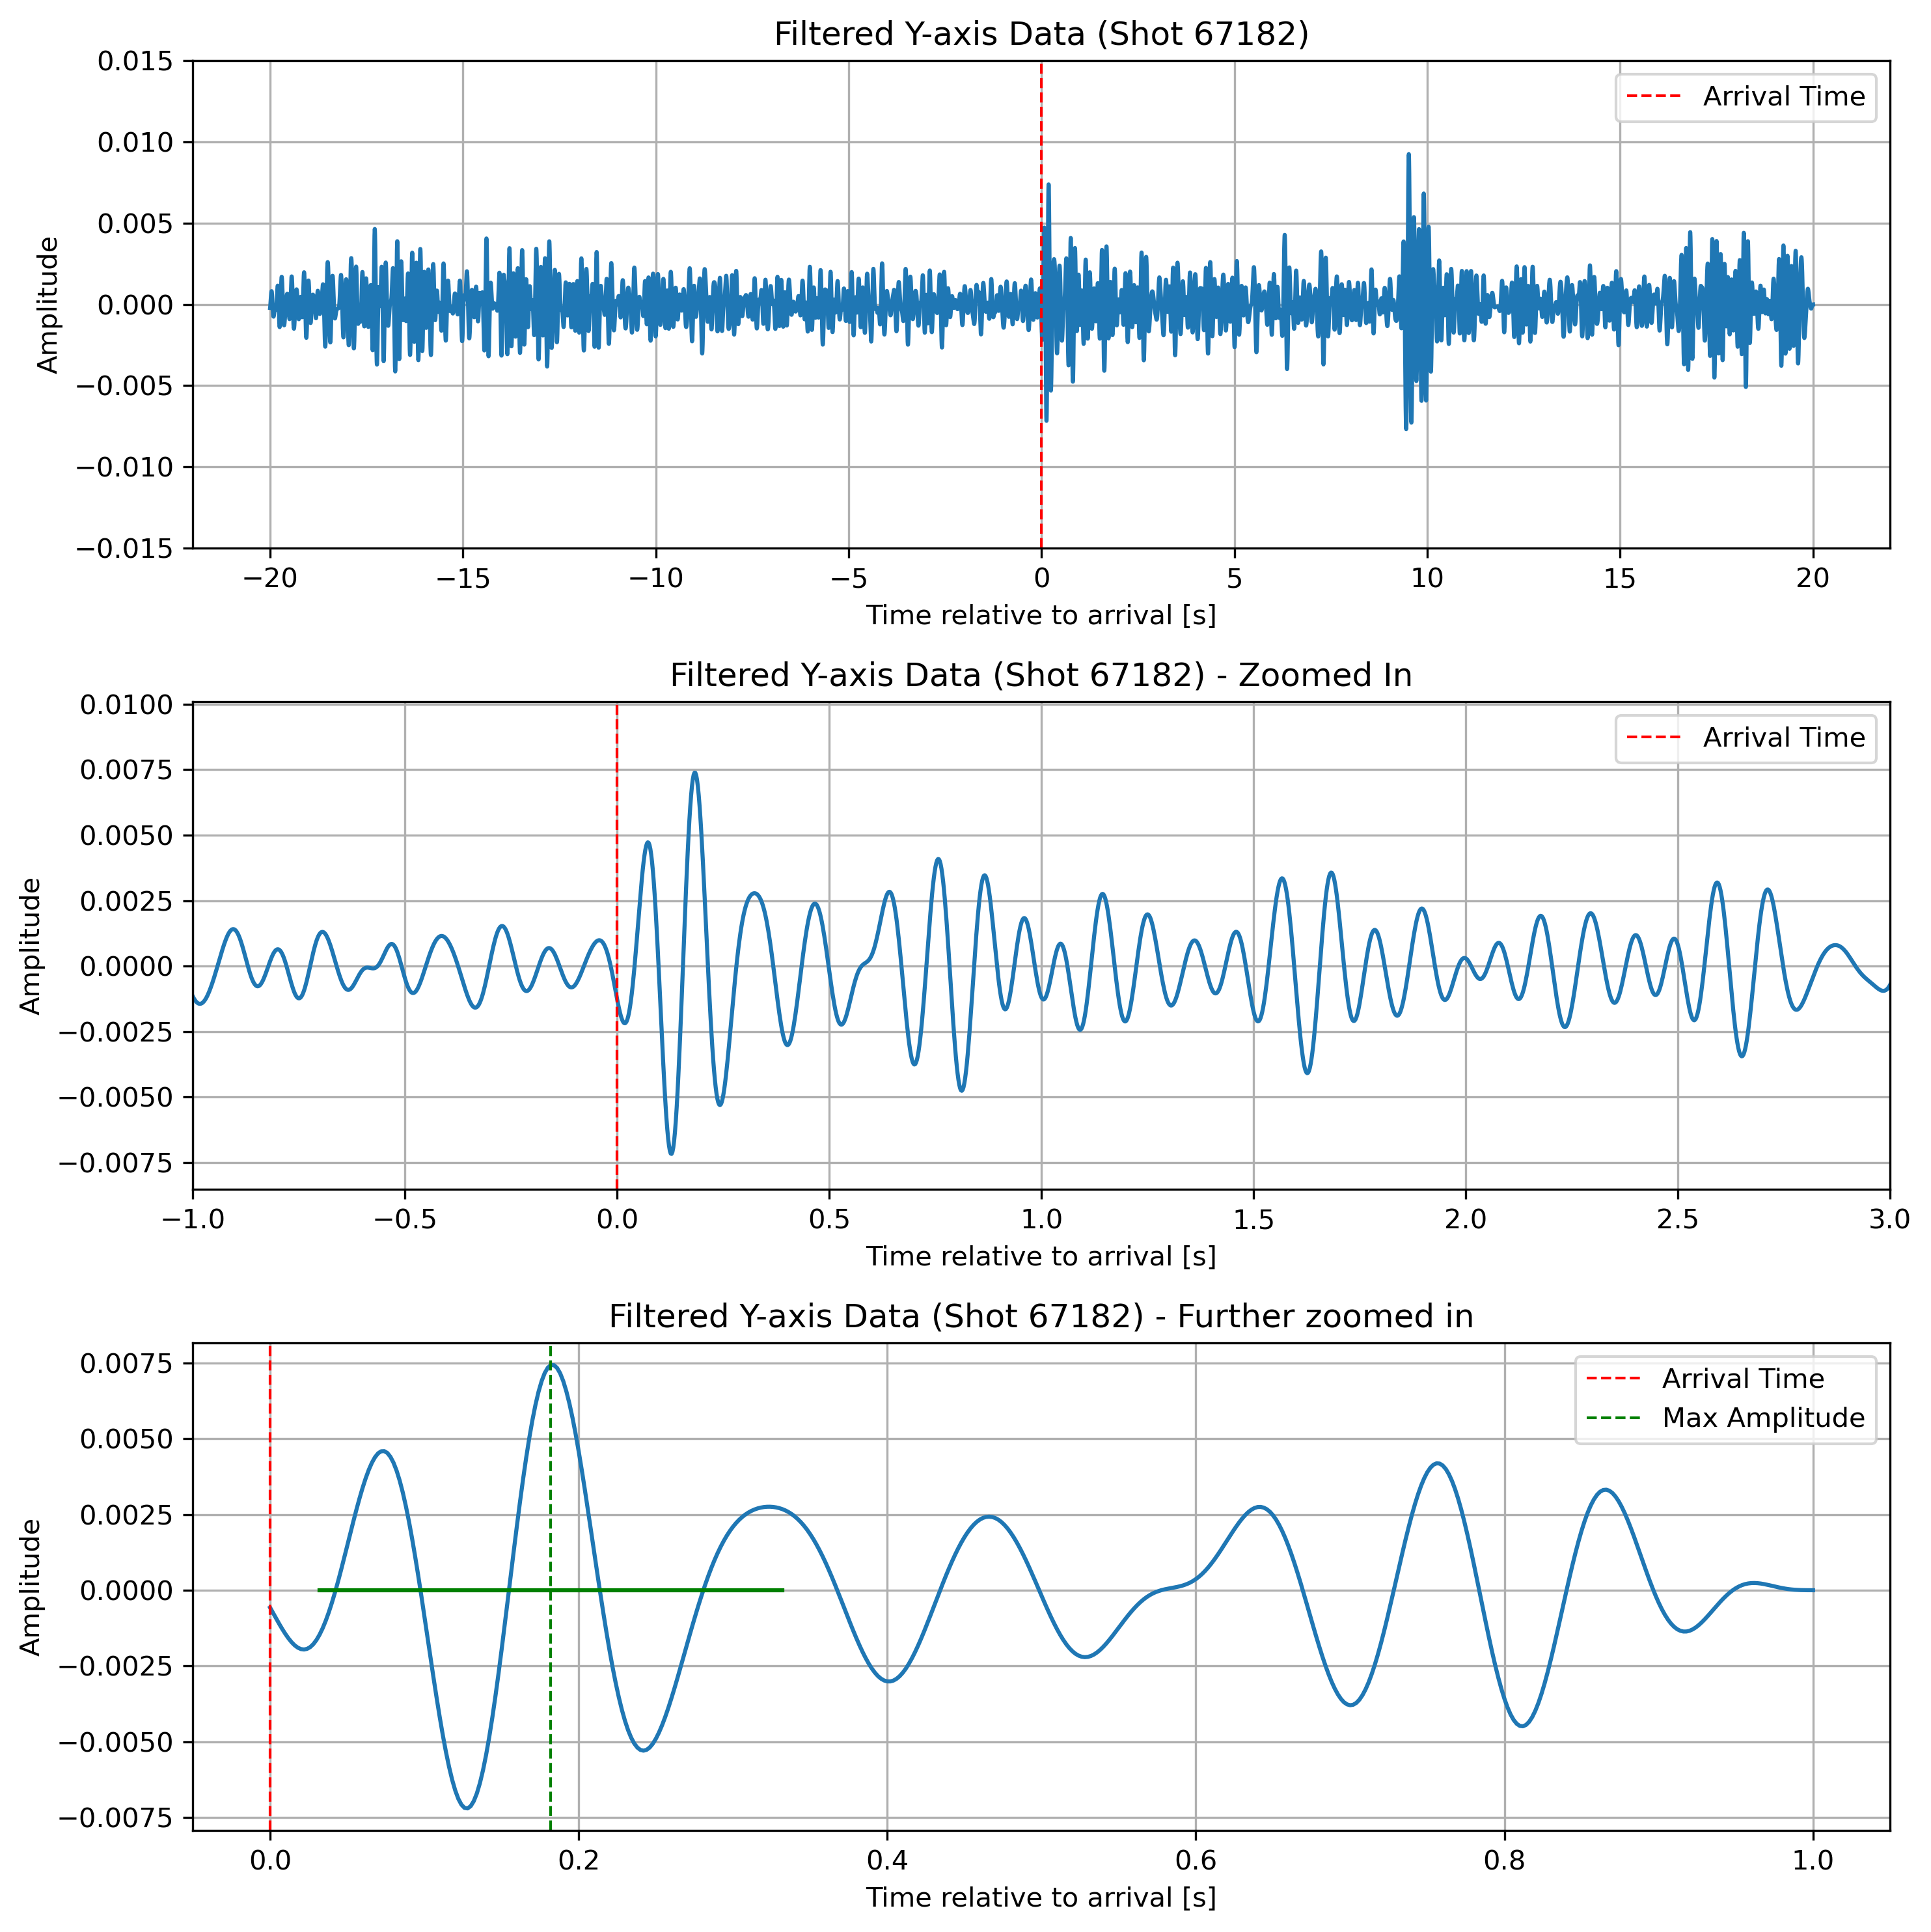 Filtered Y-axis Data (Shot 67182)
0.015
0.010
0.005
0.000
−0.005
−0.010
−0.015
Amplitude
Arrival Time
−20 −15 −10 −5 0 5 10 15 20
Time relative to arrival [s]
Filtered Y-axis Data (Shot 67182) - Zoomed In
0.0100
0.0075
0.0050
0.0025
0.0000
−0.0025
−0.0050
−0.0075
Amplitude
Arrival Time
−1.0 −0.5 0.0 0.5 1.0 1.5 2.0 2.5 3.0
Time relative to arrival [s]
Filtered Y-axis Data (Shot 67182) - Further zoomed in
0.0075
0.0050
0.0025
0.0000
−0.0025
−0.0050
−0.0075
Amplitude
Arrival Time
Max Amplitude
0.0 0.2 0.4 0.6 0.8 1.0
Time relative to arrival [s]